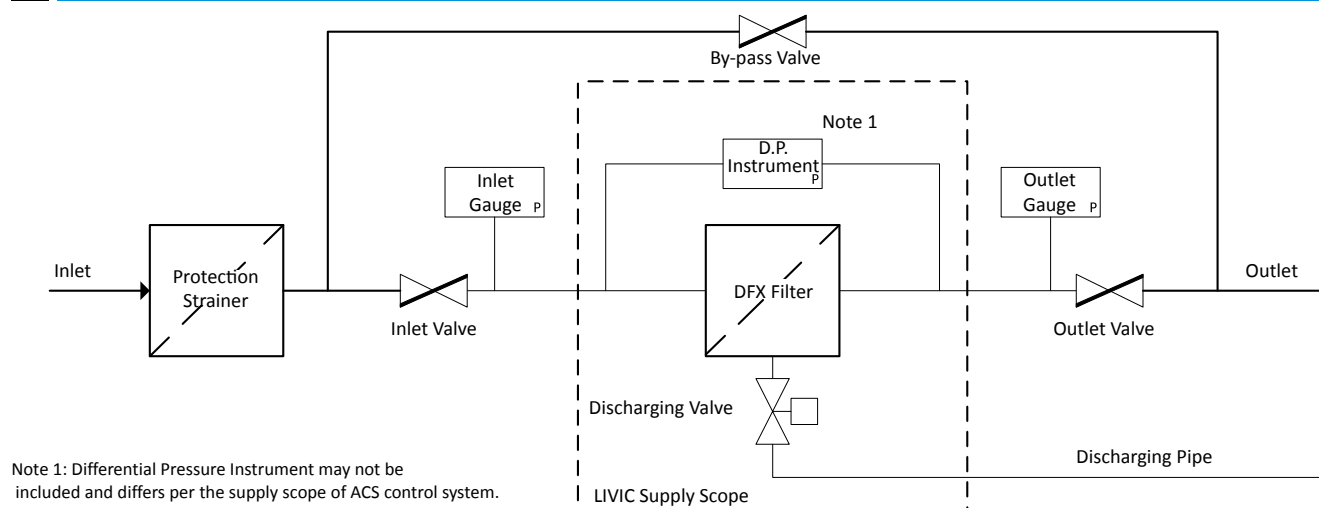 By-pass Valve
Note 1
D.P.
Instrument
P
Inlet
Gauge P
Outlet
Gauge P
Inlet
Protection
Strainer
DFX Filter
Outlet
Inlet Valve
Outlet Valve
Discharging Valve
Discharging Pipe
Note 1: Differential Pressure Instrument may not be
included and differs per the supply scope of ACS control system.
LIVIC Supply Scope